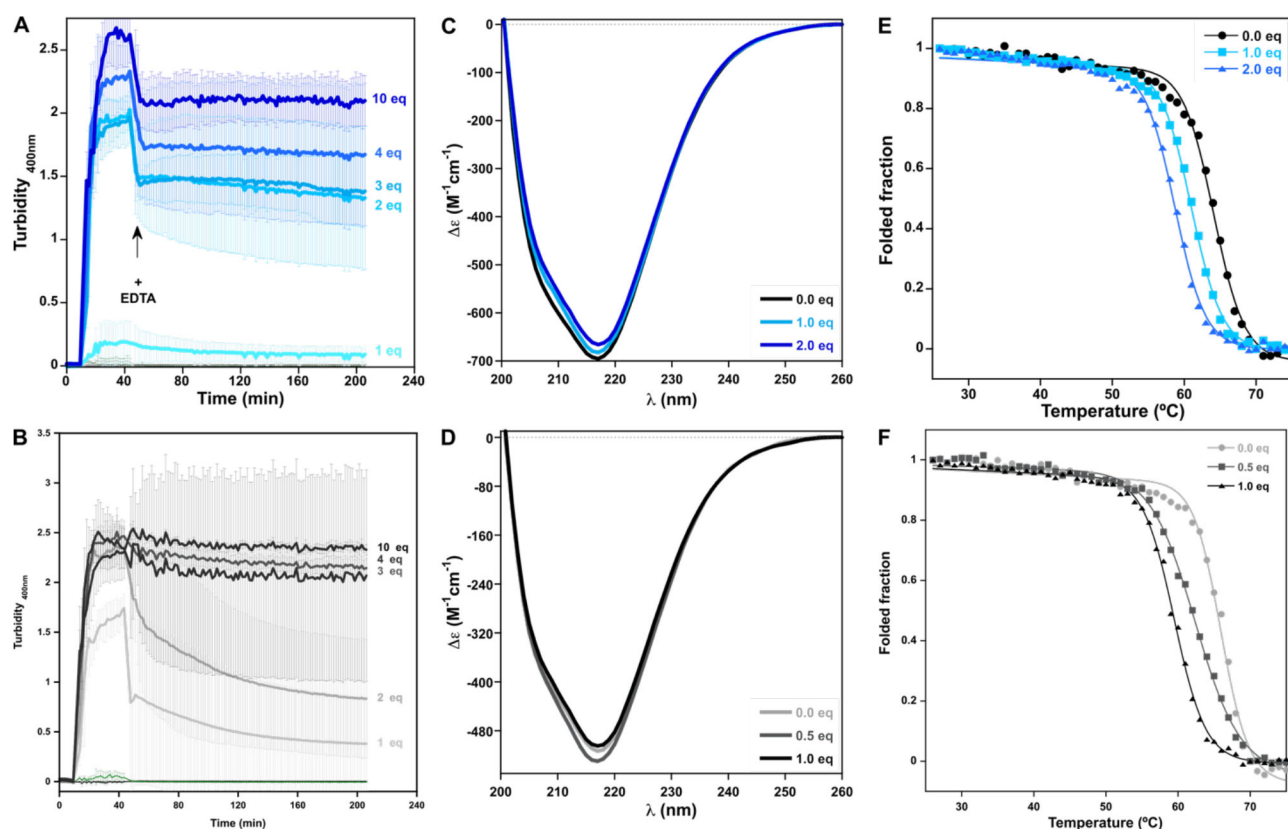 A
Turbidity 400nm
2.5
2
1.5
1
0.5
0
0 40 80 120 160 200 240
Time (min)
10 eq
4 eq
3 eq
2 eq
1 eq
+
EDTA
C
Δε (M⁻¹cm⁻¹)
0
-100
-200
-300
-400
-500
-600
-700
200 210 220 230 240 250 260
λ (nm)
0.0 eq
1.0 eq
2.0 eq
E
Folded fraction
1
0.8
0.6
0.4
0.2
0
30 40 50 60 70
Temperature (ºC)
0.0 eq
1.0 eq
2.0 eq
B
Turbidity 400nm
3.5
3
2.5
2
1.5
1
0.5
0
0 40 80 120 160 200 240
Time (min)
10 eq
4 eq
3 eq
2 eq
1 eq
D
Δε (M⁻¹cm⁻¹)
0
-80
-160
-240
-320
-400
-480
200 210 220 230 240 250 260
λ (nm)
0.0 eq
0.5 eq
1.0 eq
F
Folded fraction
1
0.8
0.6
0.4
0.2
0
30 40 50 60 70
Temperature (ºC)
0.0 eq
0.5 eq
1.0 eq